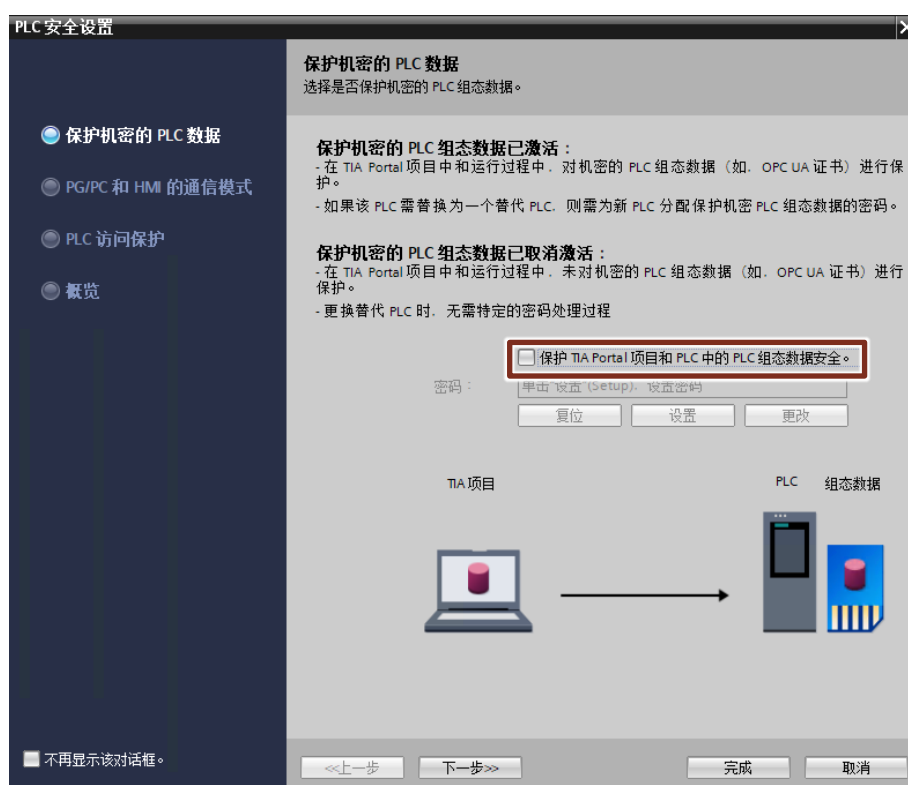 PLC 安全设置
保护机密的 PLC 数据
选择是否保护机密的 PLC 组态数据。
保护机密的 PLC 数据
PG/PC 和 HMI 的通信模式
PLC 访问保护
概览
保护机密的 PLC 组态数据已激活：
- 在 TIA Portal 项目中和运行过程中，对机密的 PLC 组态数据（如，OPC UA 证书）进行保
护。
- 如果该 PLC 需替换为一个替代 PLC，则需为新 PLC 分配保护机密 PLC 组态数据的密码。
保护机密的 PLC 组态数据已取消激活：
- 在 TIA Portal 项目中和运行过程中，未对机密的 PLC 组态数据（如，OPC UA 证书）进行
保护。
- 更换替代 PLC 时，无需特定的密码处理过程
保护 TIA Portal 项目和 PLC 中的 PLC 组态数据安全。
密码：
单击"设置"(Setup)，设置密码
复位
设置
更改
TIA 项目
PLC 组态数据
不再显示该对话框。
<<上一步
下一步>>
完成
取消